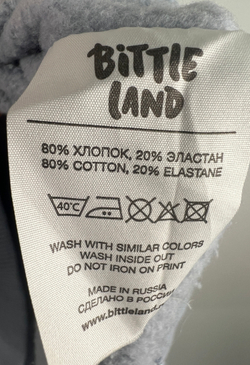 BiTTLE
LAND
80% ХЛОПОК, 20% ЭЛАСТАН
80% COTTON, 20% ELASTANE
40°C
WASH WITH SIMILAR COLORS
WASH INSIDE OUT
DO NOT IRON ON PRINT
MADE IN RUSSIA
СДЕЛАНО В РОССИИ
www.bittleland.